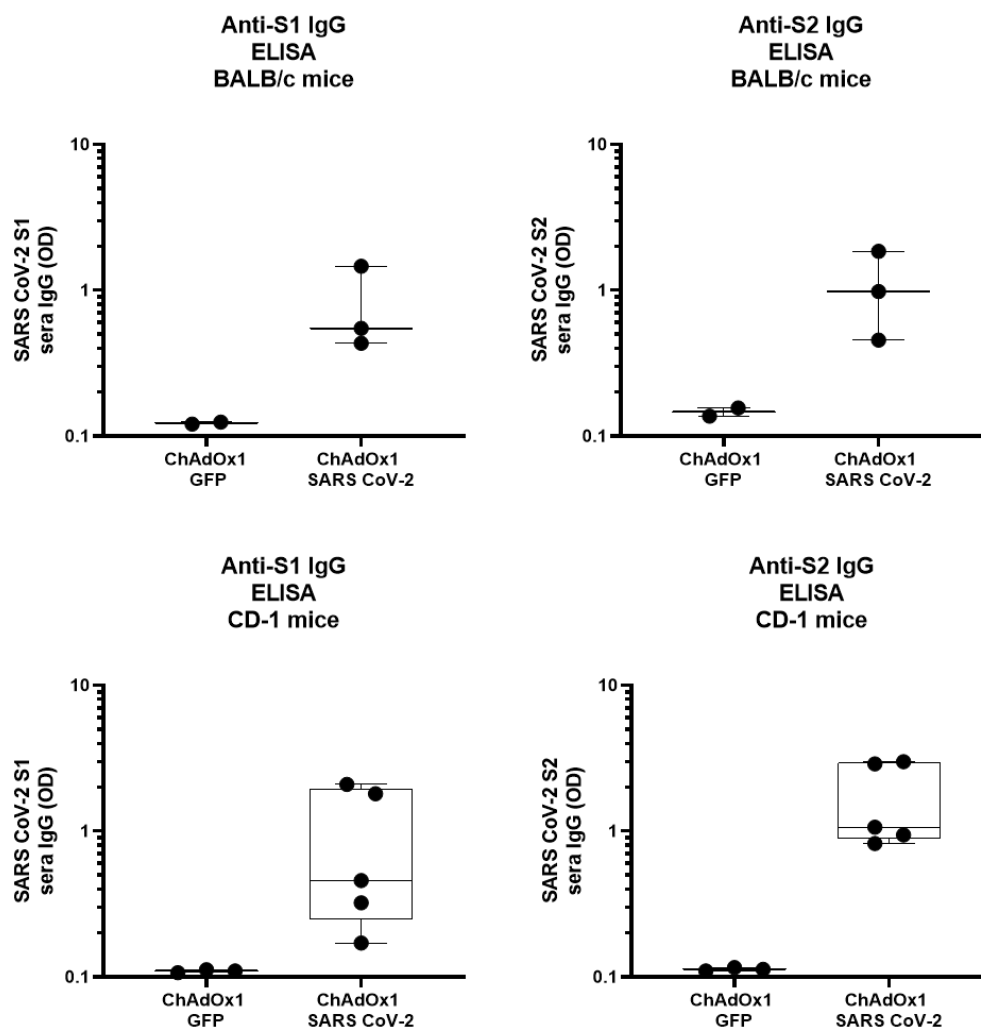 Anti-S1 IgG
ELISA
BALB/c mice
SARS CoV-2 S1
sera IgG (OD)
10
1
0.1
ChAdOx1
GFP
ChAdOx1
SARS CoV-2
Anti-S2 IgG
ELISA
BALB/c mice
SARS CoV-2 S2
sera IgG (OD)
10
1
0.1
ChAdOx1
GFP
ChAdOx1
SARS CoV-2
Anti-S1 IgG
ELISA
CD-1 mice
SARS CoV-2 S1
sera IgG (OD)
10
1
0.1
ChAdOx1
GFP
ChAdOx1
SARS CoV-2
Anti-S2 IgG
ELISA
CD-1 mice
SARS CoV-2 S2
sera IgG (OD)
10
1
0.1
ChAdOx1
GFP
ChAdOx1
SARS CoV-2